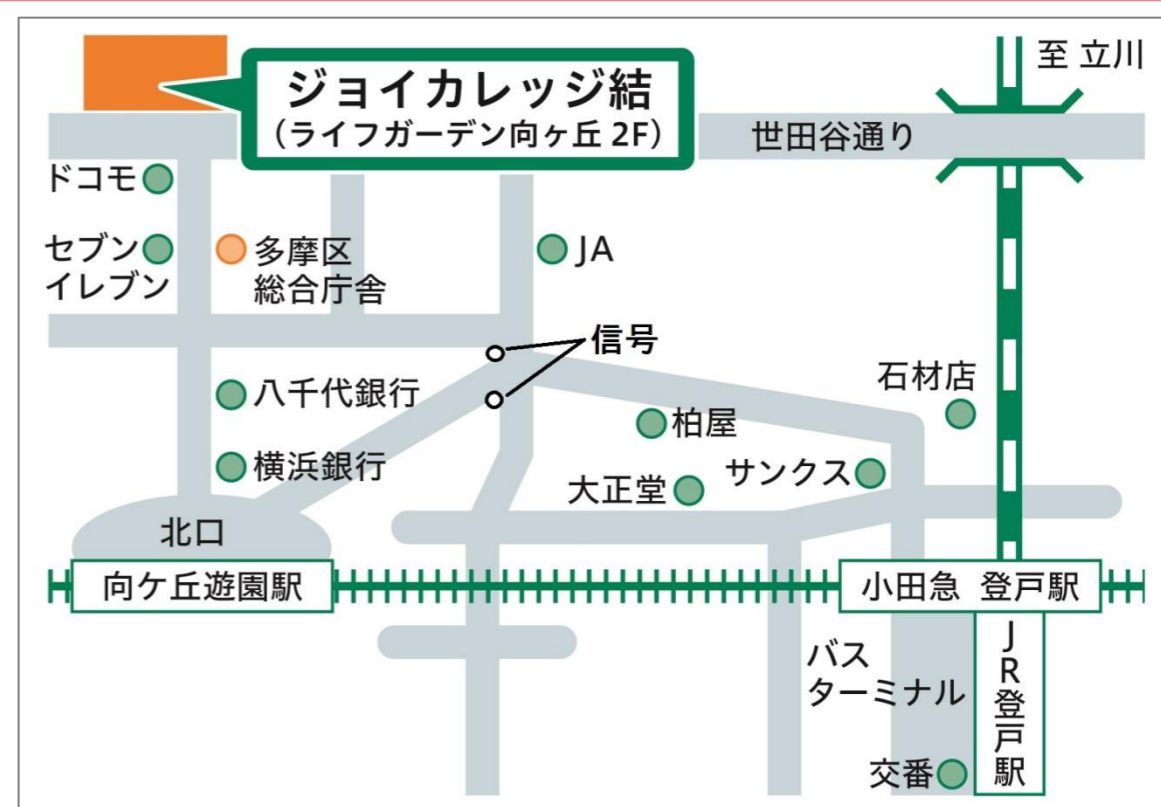 ジョイカレッジ結
(ライフガーデン向ヶ丘 2F)
至 立川
世田谷通り
ドコモ
セブン
イレブン
多摩区
総合庁舎
JA
信号
八千代銀行
石材店
柏屋
横浜銀行
大正堂
サンクス
北口
向ケ丘遊園駅
小田急 登戸駅
バス
ターミナル
JR登戸駅
交番